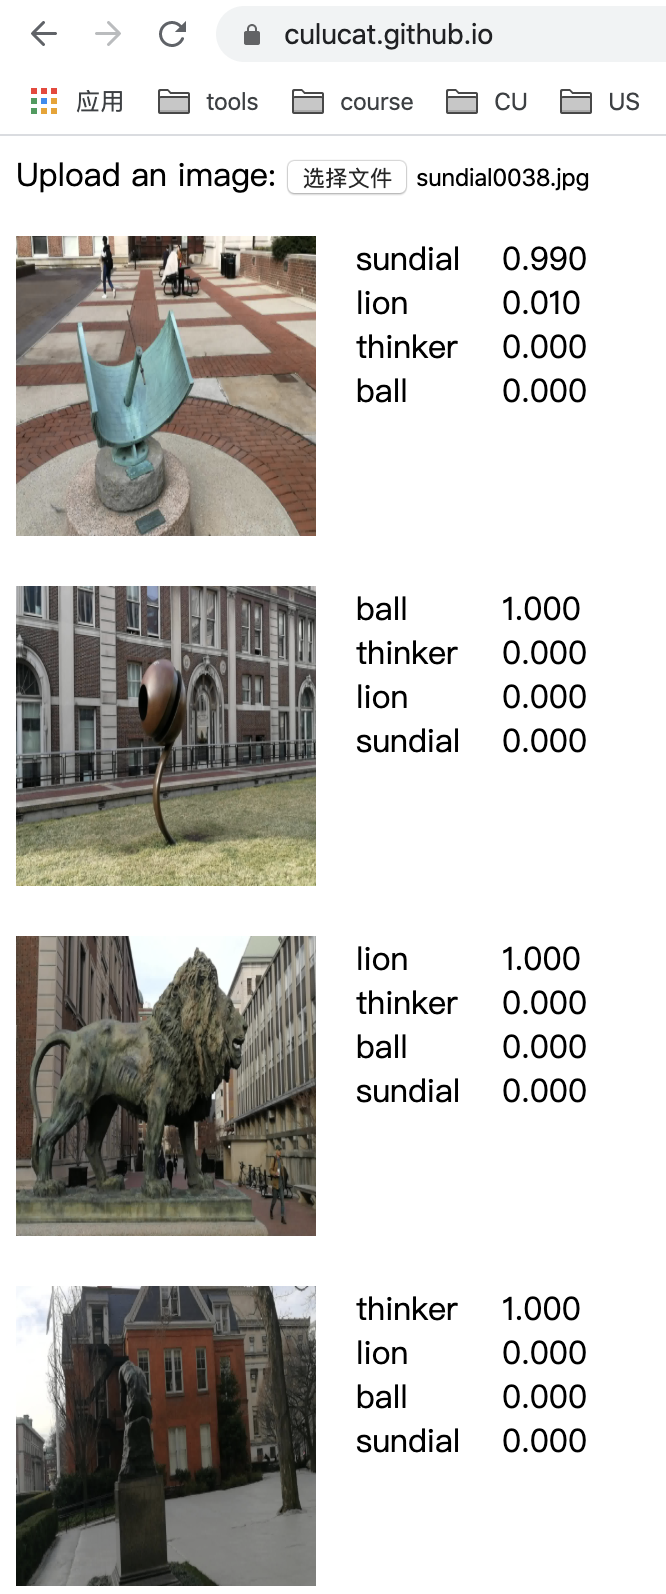 culucat.github.io
应用 tools course CU US
Upload an image: 选择文件 sundial0038.jpg
sundial 0.990
lion 0.010
thinker 0.000
ball 0.000
ball 1.000
thinker 0.000
lion 0.000
sundial 0.000
lion 1.000
thinker 0.000
ball 0.000
sundial 0.000
thinker 1.000
lion 0.000
ball 0.000
sundial 0.000